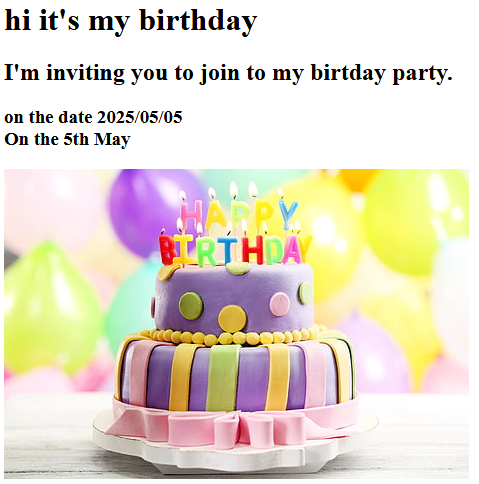 hi it's my birthday
I'm inviting you to join to my birtday party.
on the date 2025/05/05
On the 5th May
HAPPY
BIRTHDAY